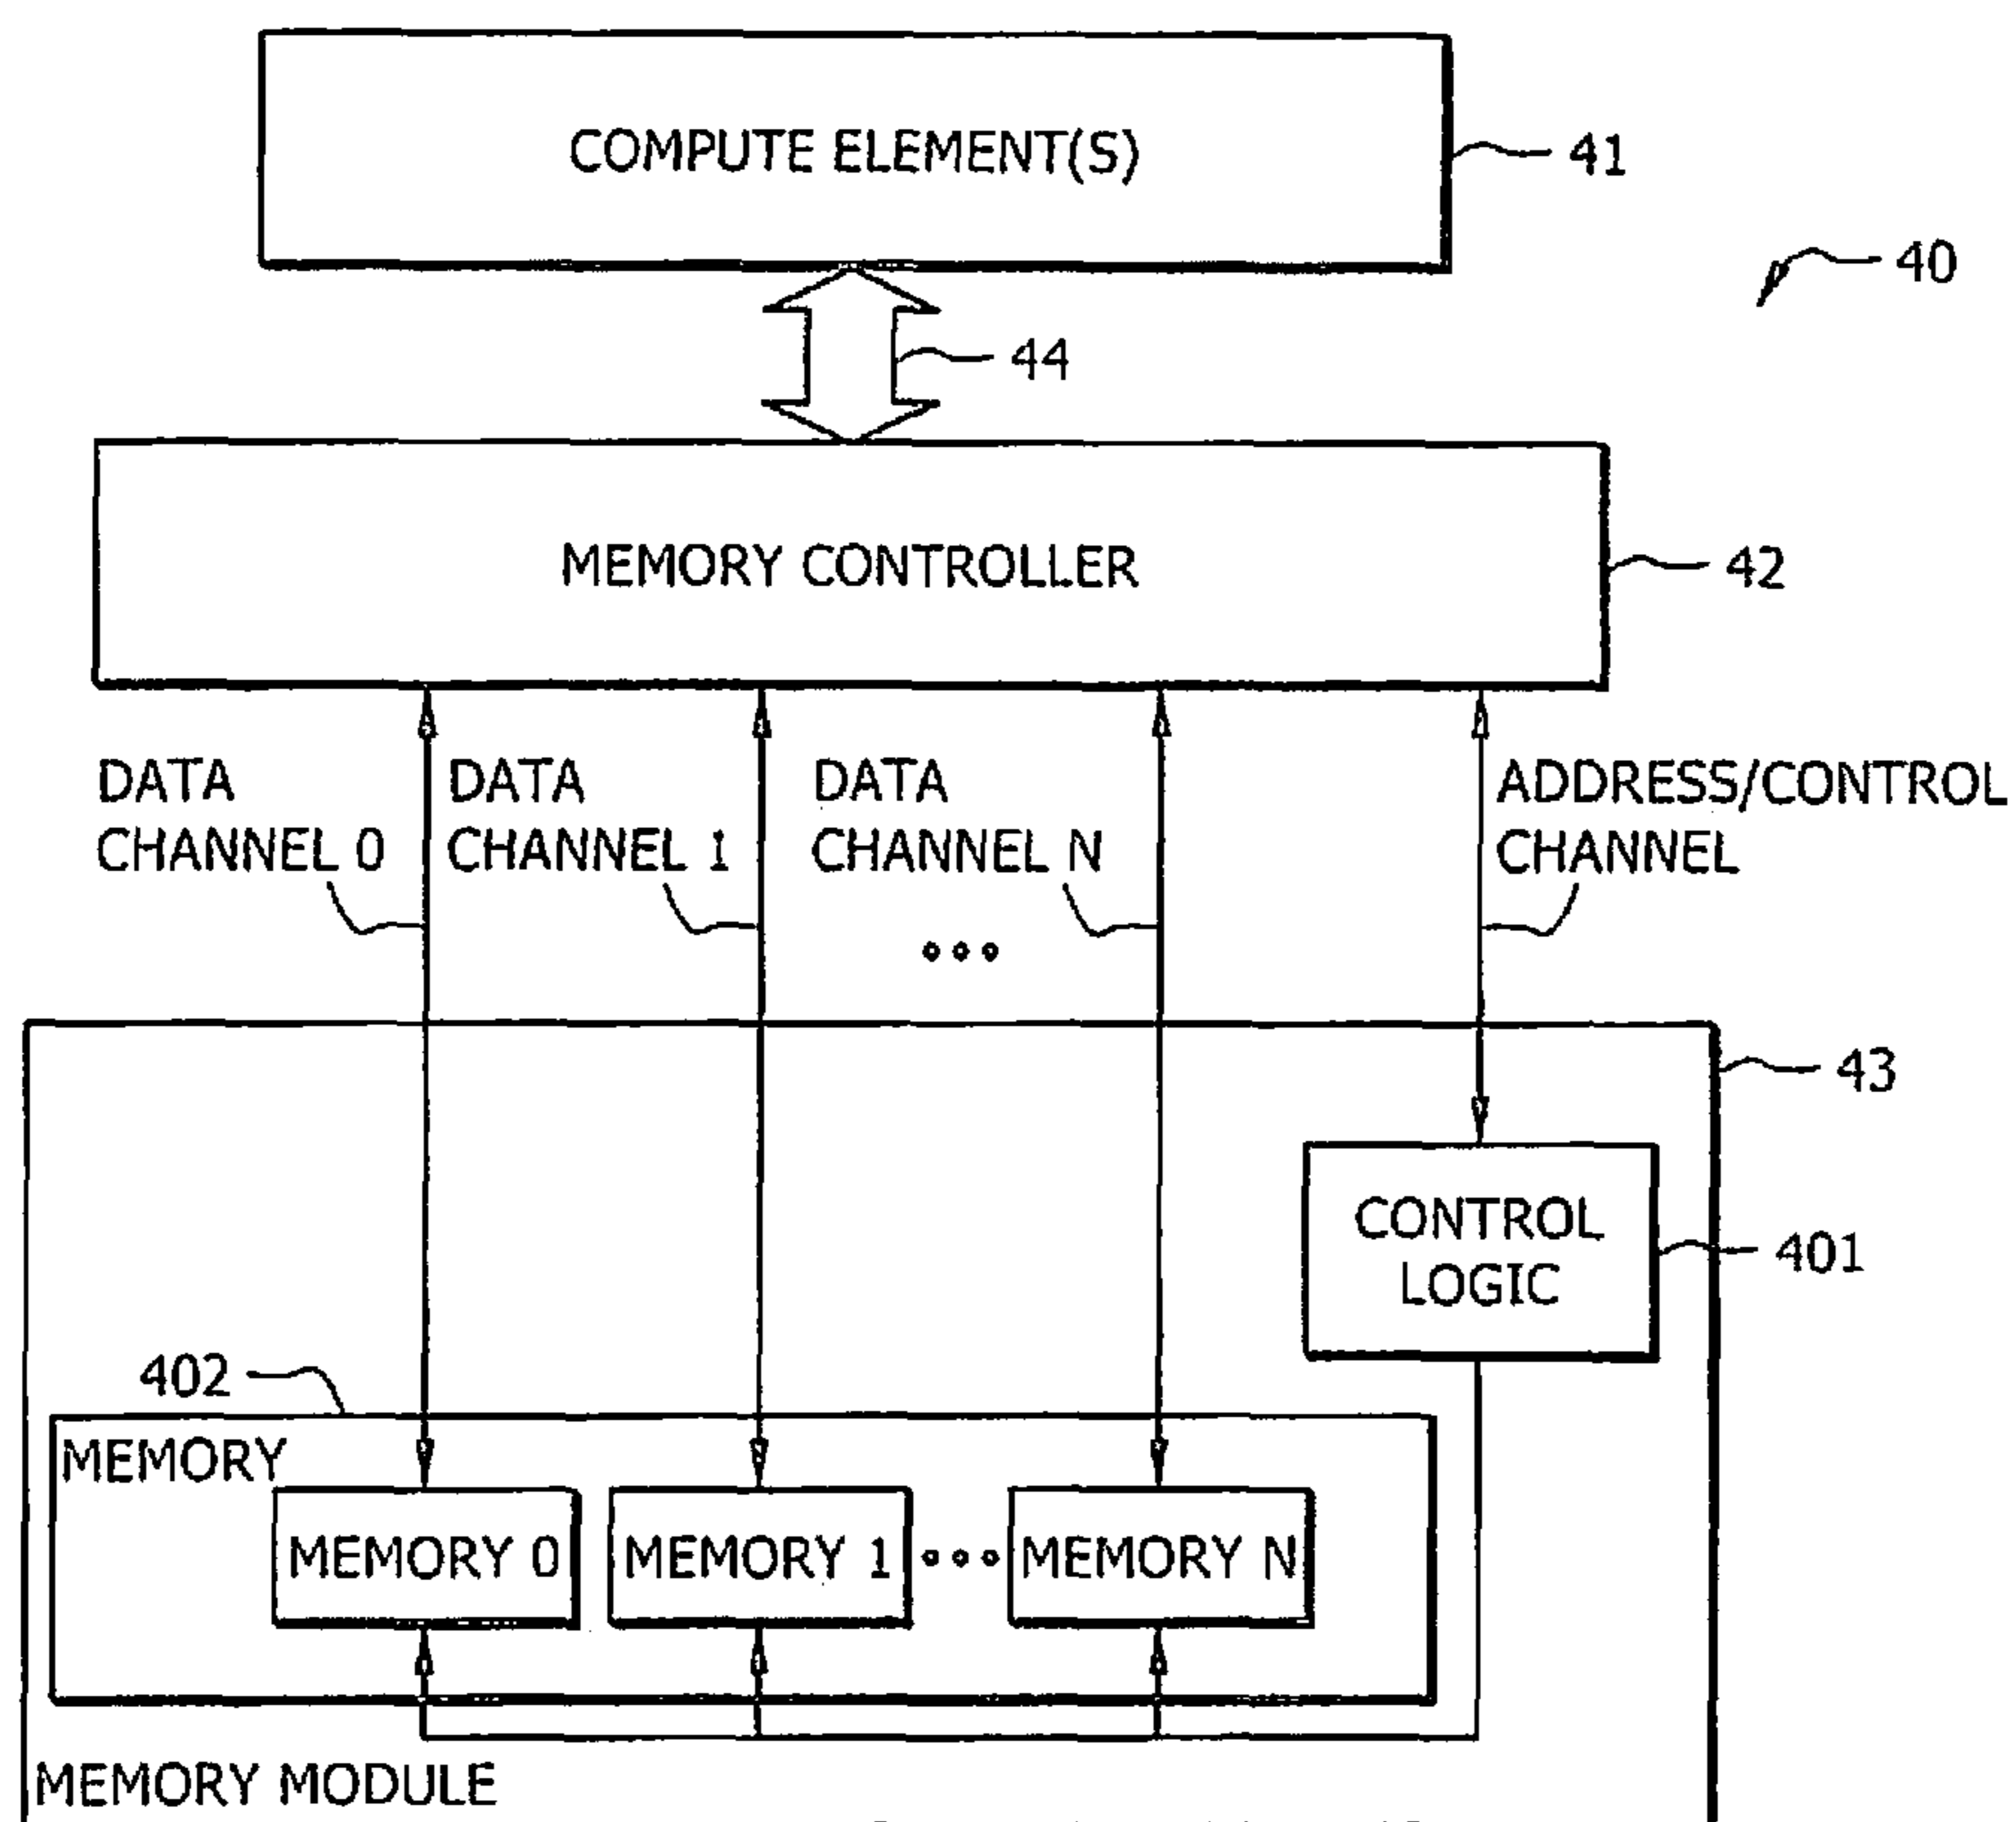 COMPUTE ELEMENT(S)
41
40
44
MEMORY CONTROLLER
42
DATA
CHANNEL 0
DATA
CHANNEL 1
DATA
CHANNEL N
ADDRESS/CONTROL
CHANNEL
43
CONTROL
LOGIC
401
402
MEMORY
MEMORY 0
MEMORY 1
MEMORY N
MEMORY MODULE